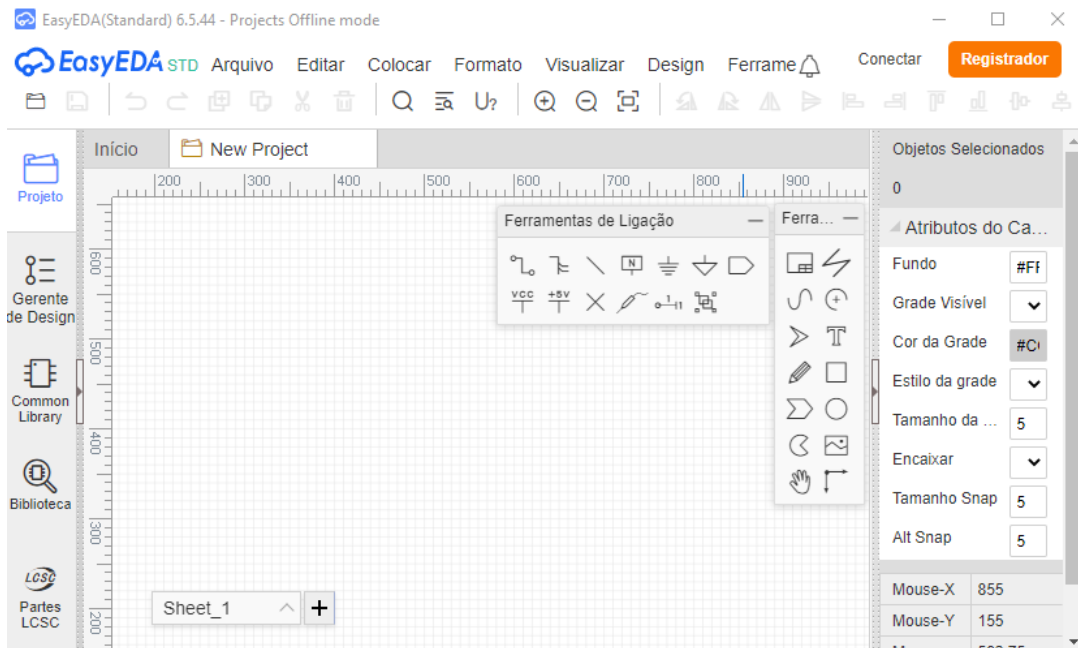 EasyEDA(Standard) 6.5.44 - Projects Offline mode
EasyEDA STD Arquivo Editar Colocar Formato Visualizar Design Ferrame Conectar Registrador
Início New Project
Projeto
Gerente
de Design
Common
Library
Biblioteca
LCSC
Partes
LCSC
200 300 400 500 600 700 800 900
600
500
400
300
200
Ferramentas de Ligação
N
VCC +5V 1
Ferra...
T
Sheet_1 +
Objetos Selecionados
0
Atributos do Ca...
Fundo #FF
Grade Visível
Cor da Grade #C
Estilo da grade
Tamanho da ... 5
Encaixar
Tamanho Snap 5
Alt Snap 5
Mouse-X 855
Mouse-Y 155